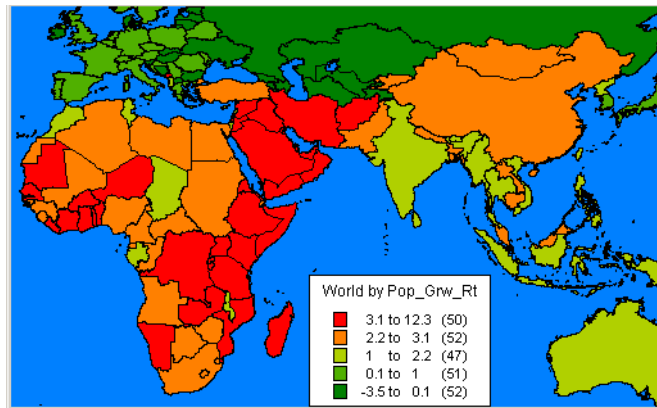 World by Pop_Grw_Rt
3.1 to 12.3 (50)
2.2 to 3.1 (52)
1 to 2.2 (47)
0.1 to 1 (51)
-3.5 to 0.1 (52)